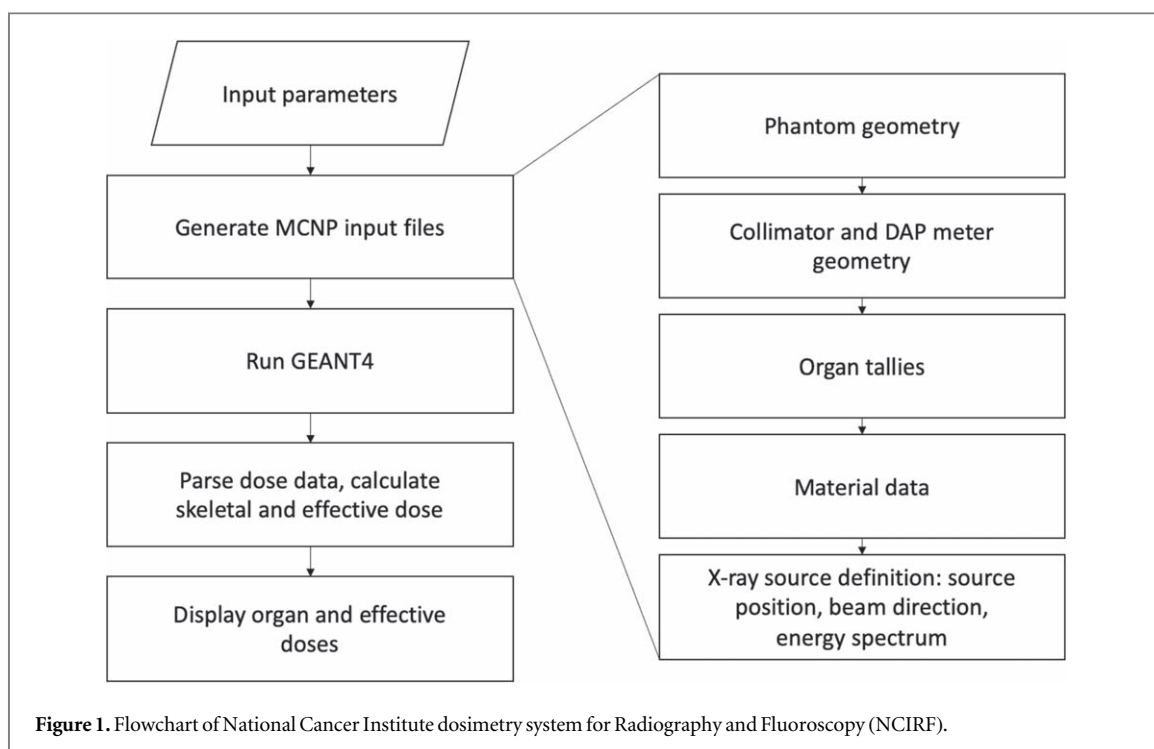 Input parameters
Generate MCNP input files
Run GEANT4
Parse dose data, calculate
skeletal and effective dose
Display organ and effective
doses
Phantom geometry
Collimator and DAP meter
geometry
Organ tallies
Material data
X-ray source definition: source
position, beam direction,
energy spectrum
Figure 1. Flowchart of National Cancer Institute dosimetry system for Radiography and Fluoroscopy (NCIRF).